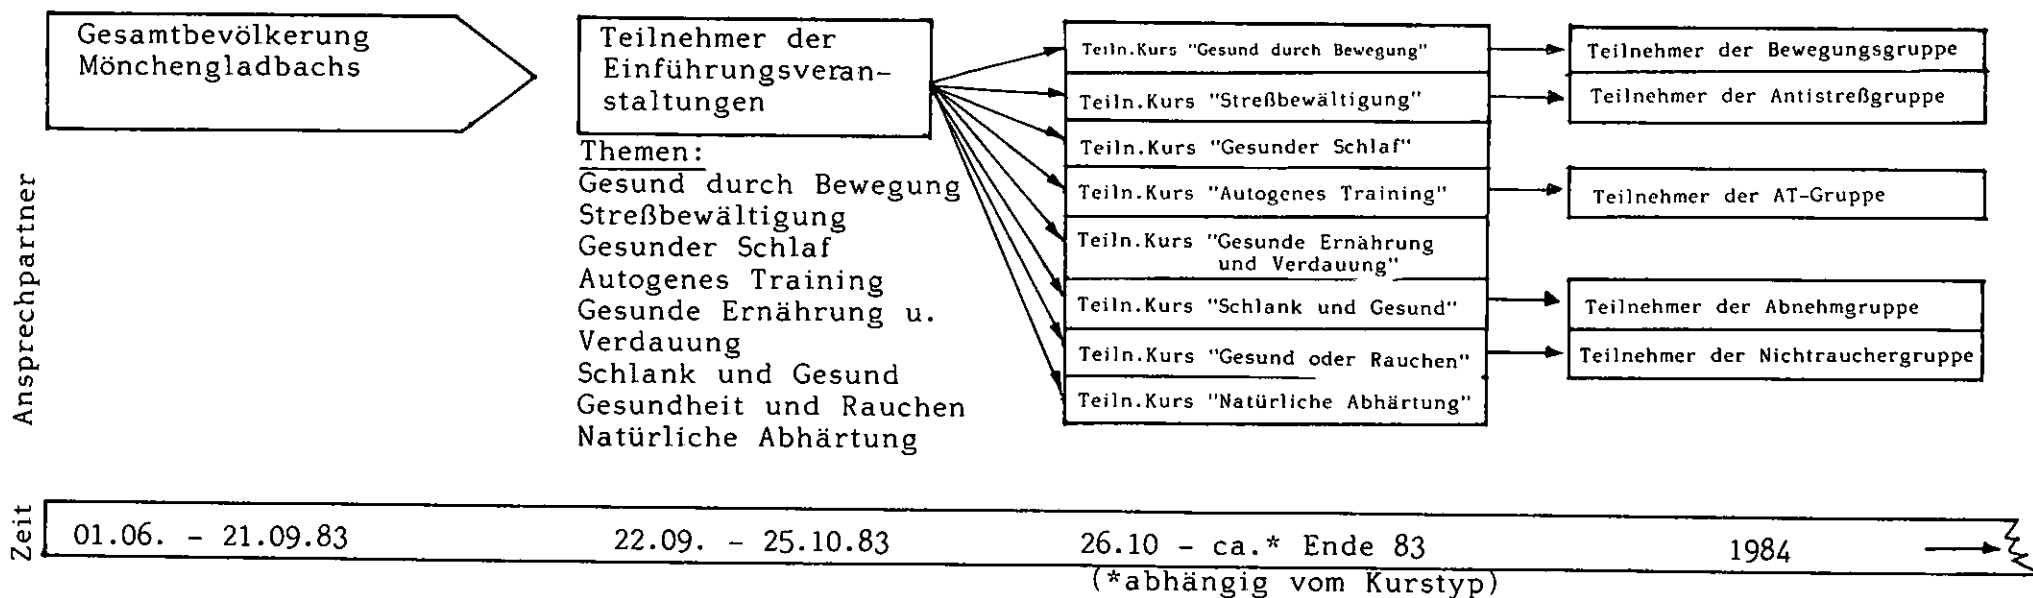 Gesamtbevölkerung
Mönchengladbachs
Teilnehmer der
Einführungsveran-
staltungen
Themen:
Gesund durch Bewegung
Streßbewältigung
Gesunder Schlaf
Autogenes Training
Gesunde Ernährung u.
Verdauung
Schlank und Gesund
Gesundheit und Rauchen
Natürliche Abhärtung
Teiln.Kurs "Gesund durch Bewegung"
Teiln.Kurs "Streßbewältigung"
Teiln.Kurs "Gesunder Schlaf"
Teiln.Kurs "Autogenes Training"
Teiln.Kurs "Gesunde Ernährung
und Verdauung"
Teiln.Kurs "Schlank und Gesund"
Teiln.Kurs "Gesund oder Rauchen"
Teiln.Kurs "Natürliche Abhärtung"
Teilnehmer der Bewegungsgruppe
Teilnehmer der Antistreßgruppe
Teilnehmer der AT-Gruppe
Teilnehmer der Abnehmgruppe
Teilnehmer der Nichtrauchergruppe
Ansprechpartner
Zeit
01.06. - 21.09.83
22.09. - 25.10.83
26.10 - ca.* Ende 83
(*abhängig vom Kurstyp)
1984